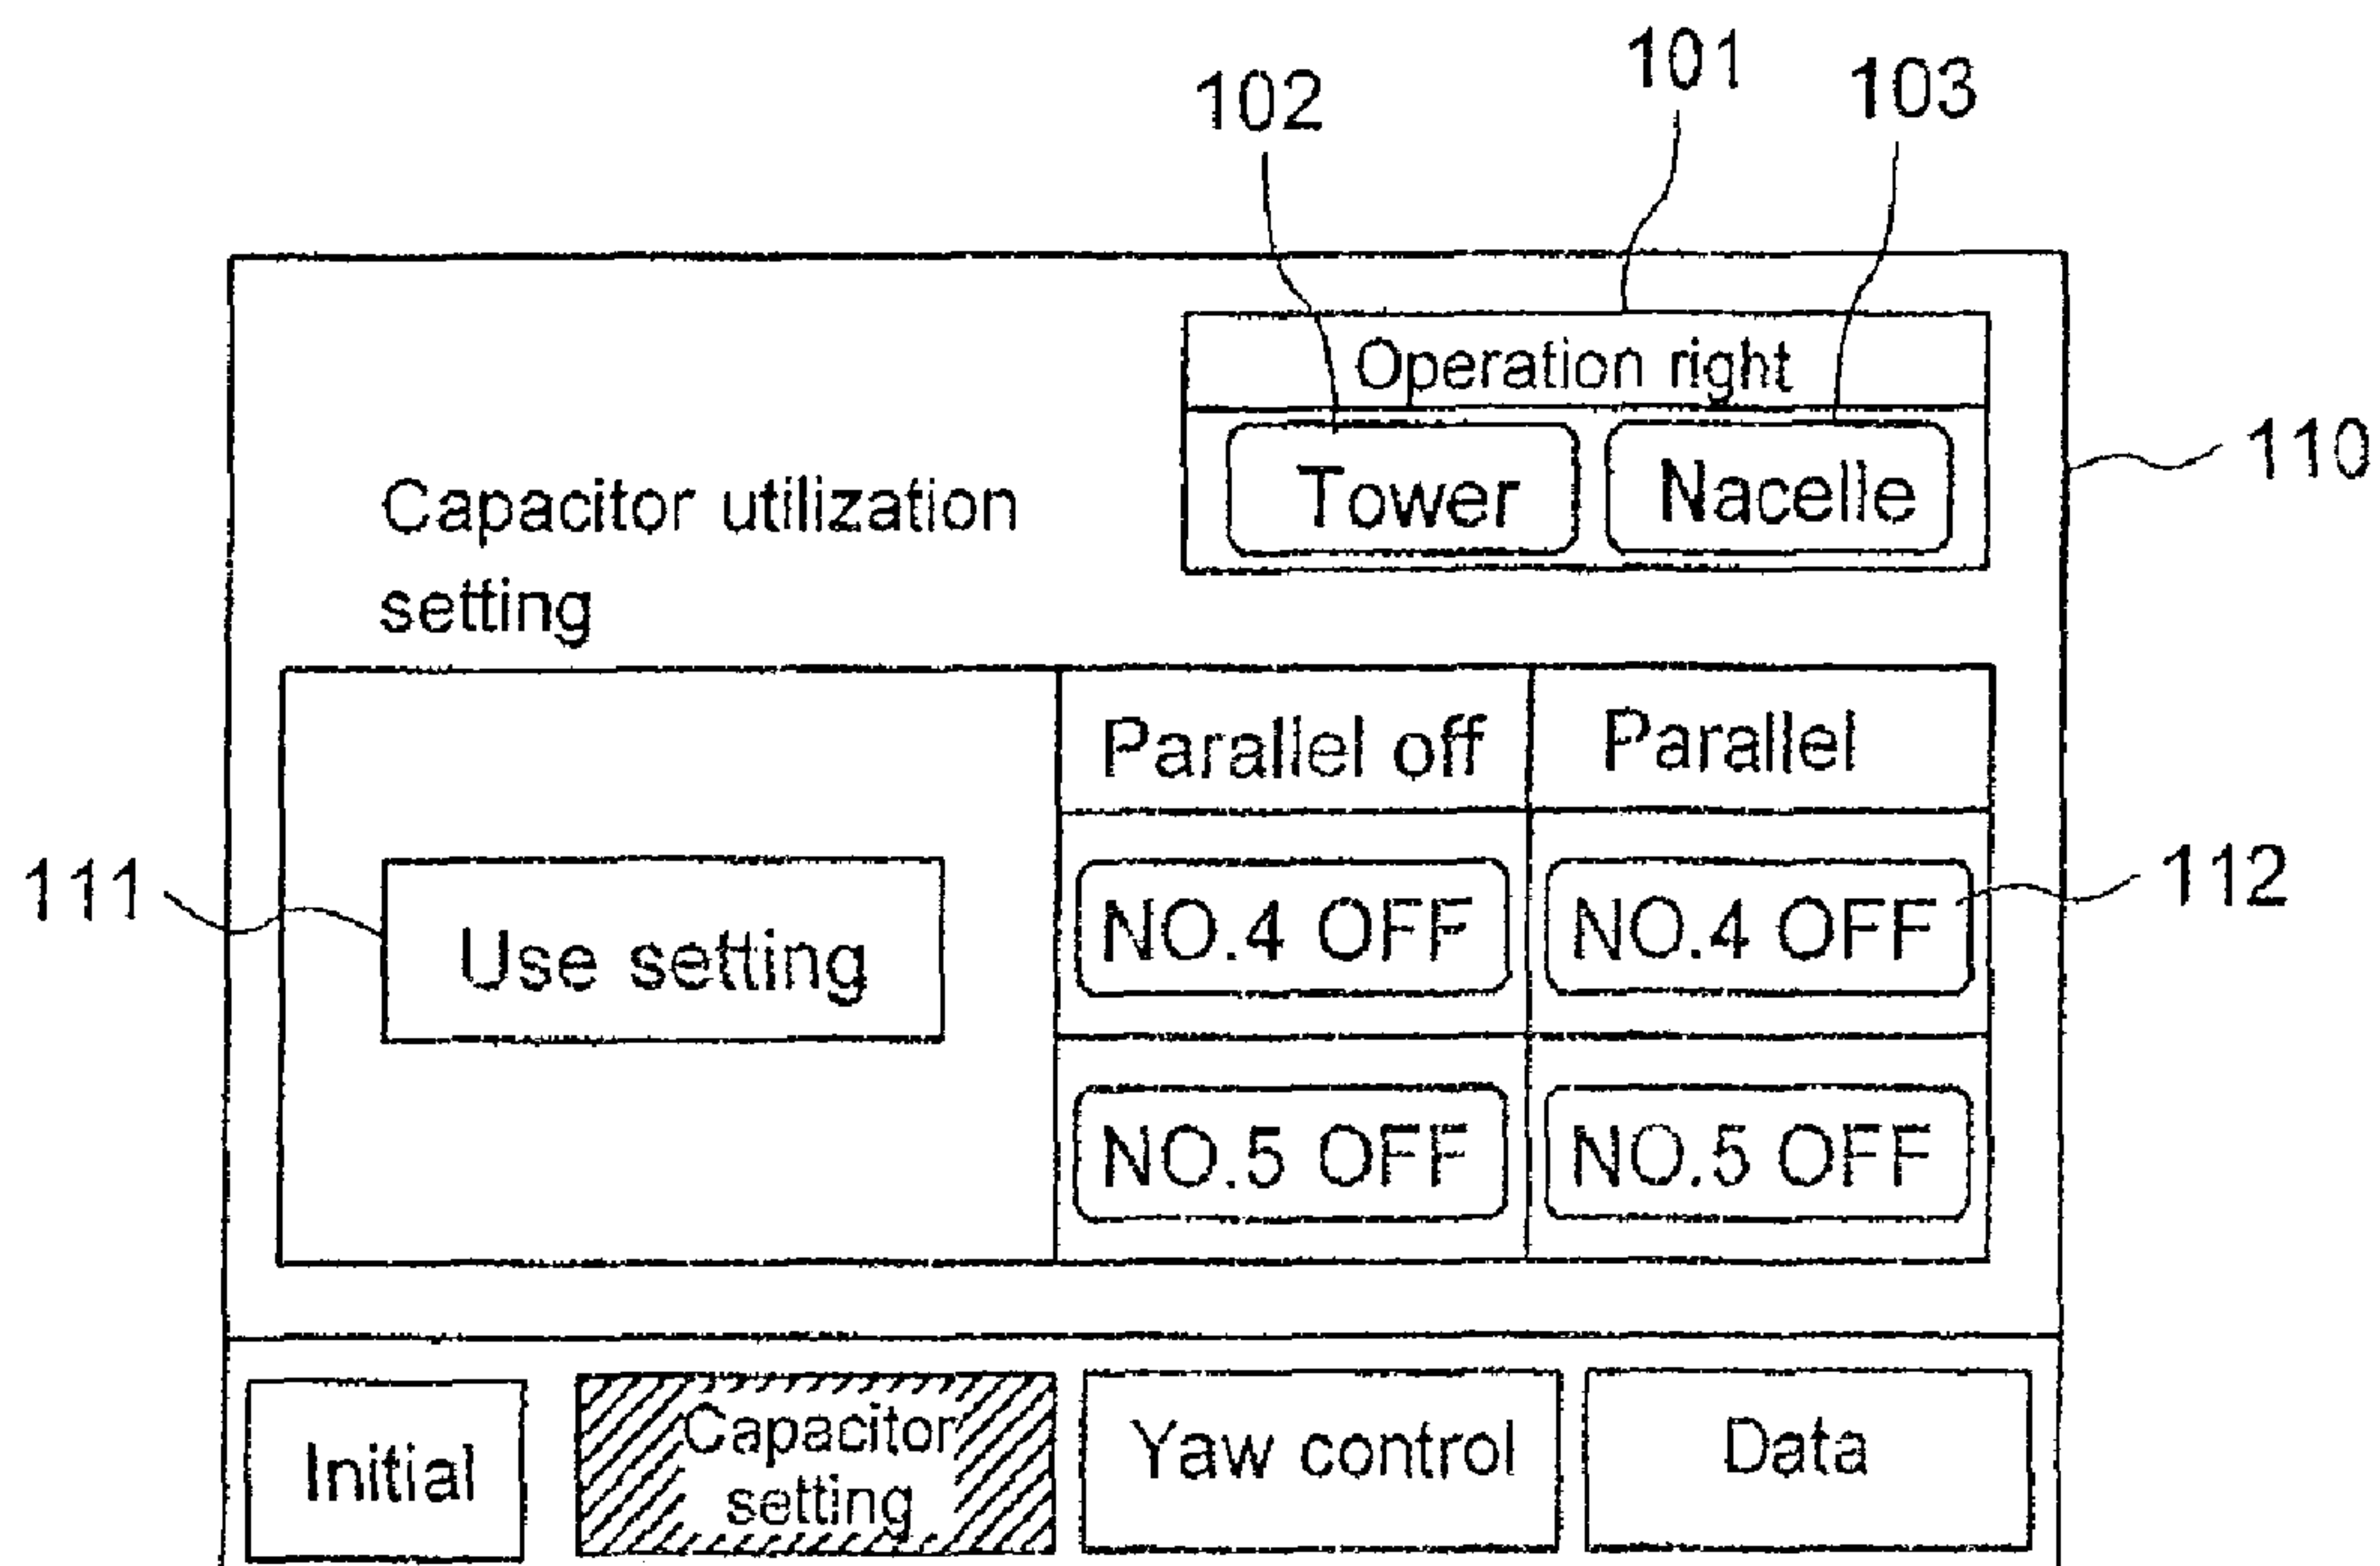 101
102
103
Operation right
110
Tower Nacelle
Capacitor utilization
setting
Parallel off Parallel
111
Use setting
NO.4 OFF NO.4 OFF
112
NO.5 OFF NO.5 OFF
Initial
Capacitor
setting
Yaw control
Data